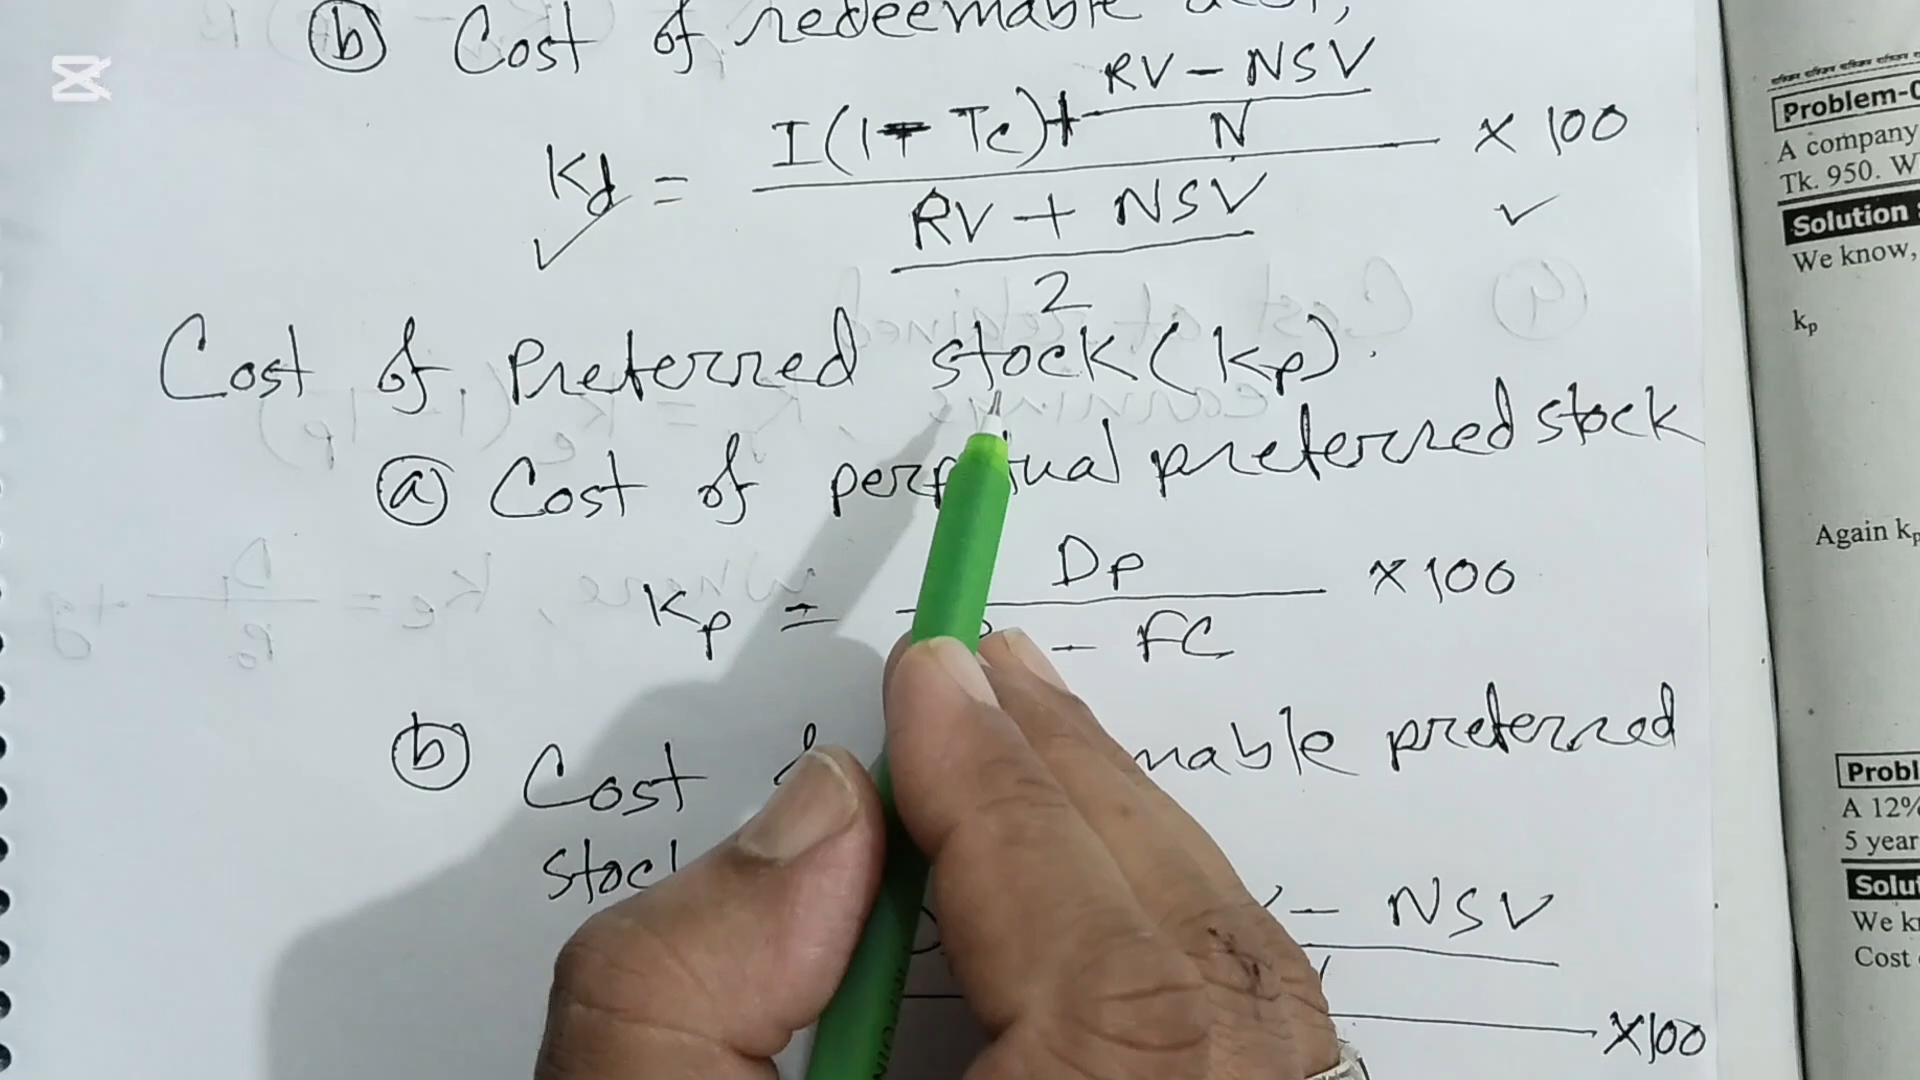 ⓑ Cost of redeemable
Kd = I(1-Tc)+ RV-NSV / N × 100
RV + NSV / 2
Cost of Preferred stock (Kp).
ⓐ Cost of perpetual preferred stock
Kp = Dp × 100
- FC
ⓑ Cost mable preferred
stoc
- NSV
×100
Problem-0
A company
Tk. 950. W
Solution :
We know,
kp
Again kp
Probl
A 12%
5 year
Solut
We k
Cost